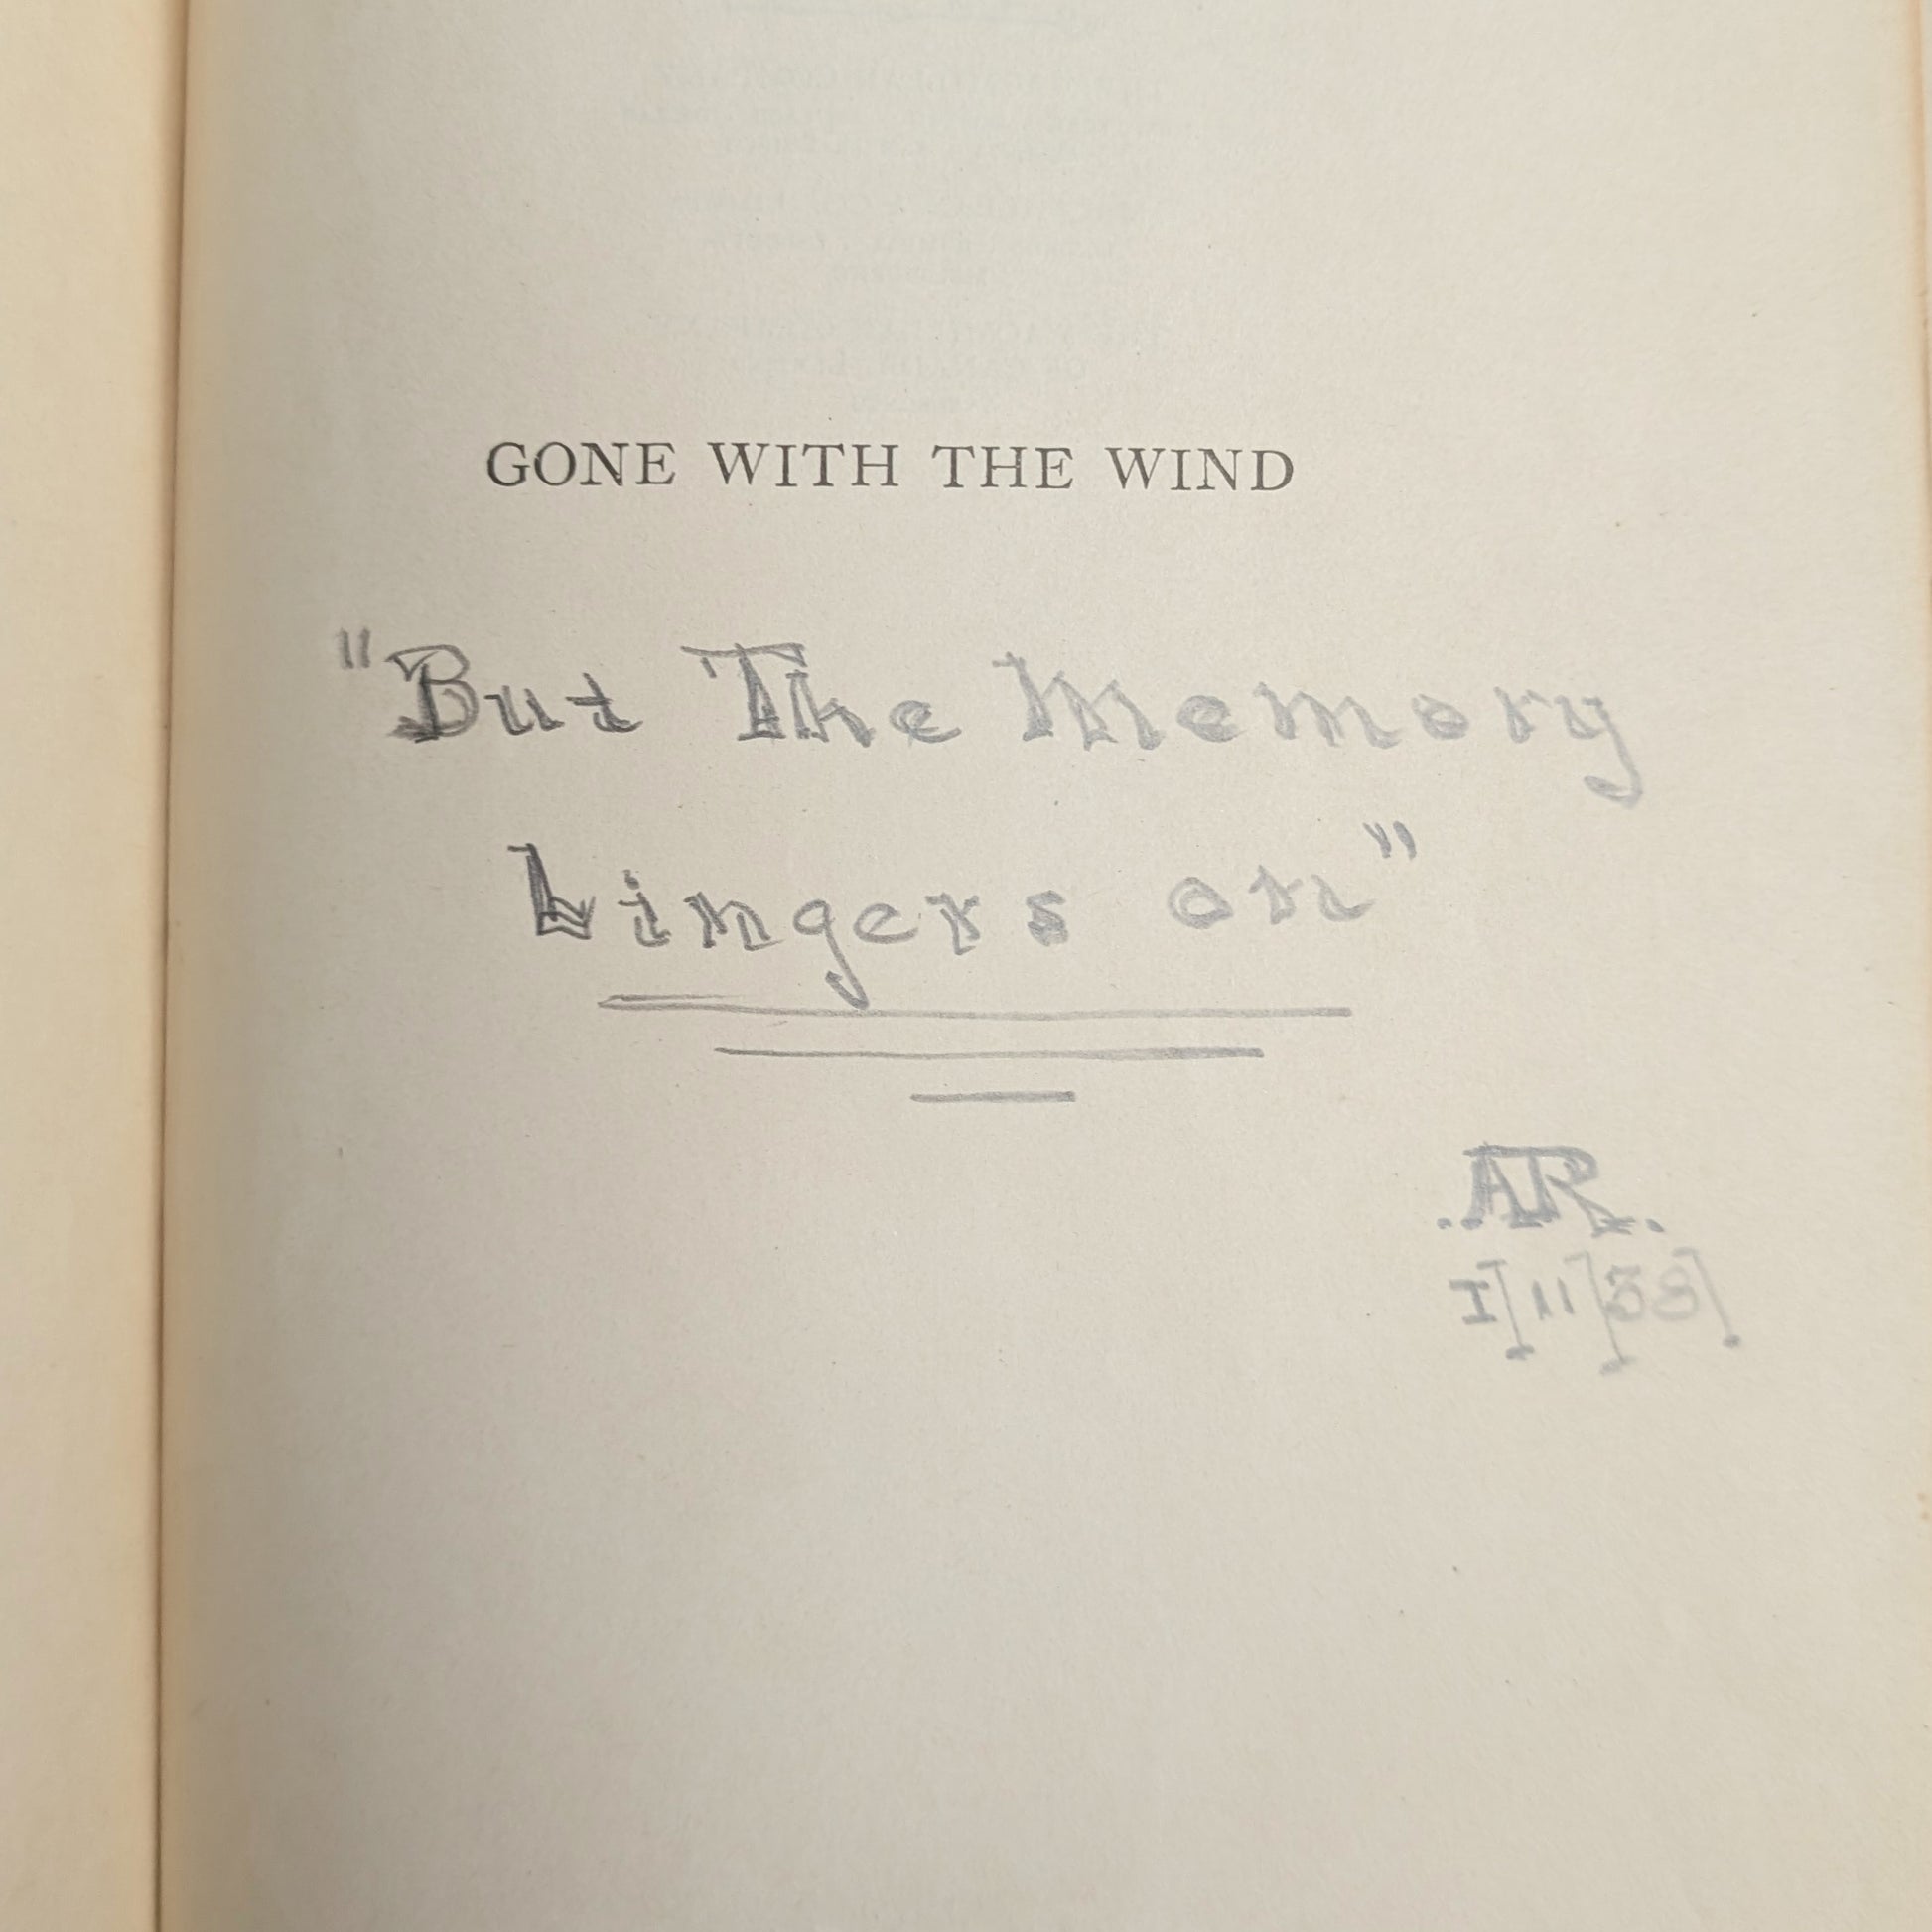 GONE WITH THE WIND
"But The Memory
Lingers on"
..AR.
I/11/38/